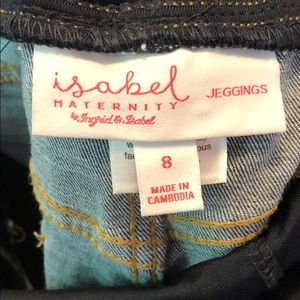 isabel
MATERNITY
by Ingrid & Isabel
JEGGINGS
8
MADE IN
CAMBODIA